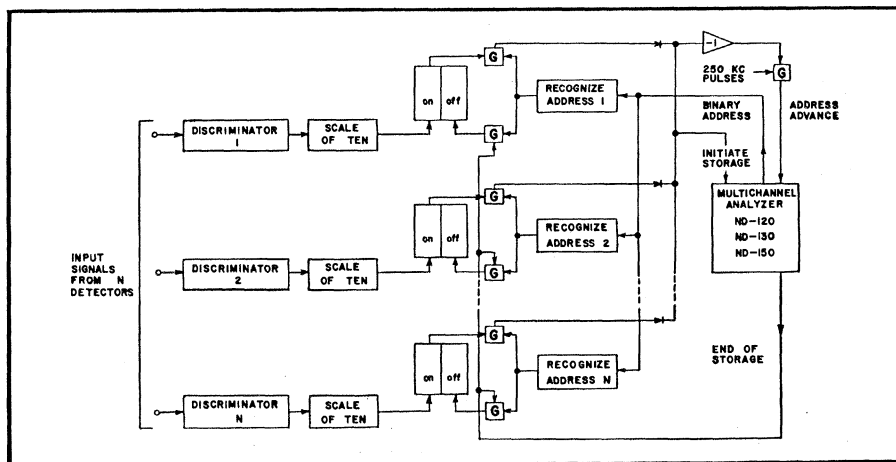 G
-1
250 KC
PULSES
G
on
off
RECOGNIZE
ADDRESS 1
BINARY
ADDRESS
ADDRESS
ADVANCE
DISCRIMINATOR
1
SCALE
OF TEN
G
INITIATE
STORAGE
G
MULTICHANNEL
ANALYZER
ND-120
ND-130
ND-150
on
off
RECOGNIZE
ADDRESS 2
INPUT
SIGNALS
FROM N
DETECTORS
DISCRIMINATOR
2
SCALE
OF TEN
G
G
END OF
STORAGE
on
off
RECOGNIZE
ADDRESS N
DISCRIMINATOR
N
SCALE
OF TEN
G